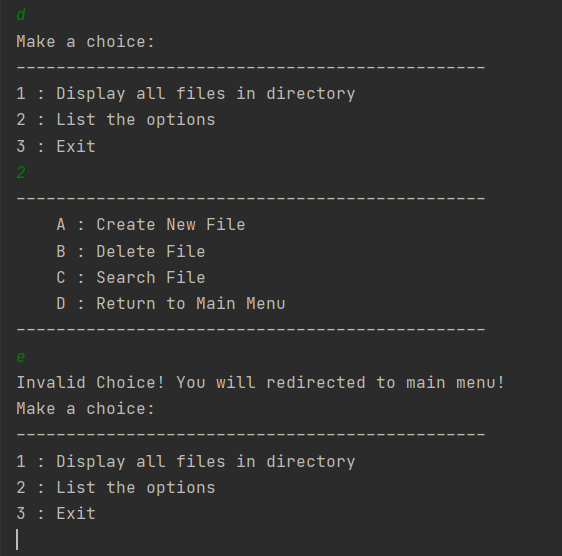 d
Make a choice:
-----------------------------------------------
1 : Display all files in directory
2 : List the options
3 : Exit
2
-----------------------------------------------
    A : Create New File
    B : Delete File
    C : Search File
    D : Return to Main Menu
-----------------------------------------------
e
Invalid Choice! You will redirected to main menu!
Make a choice:
-----------------------------------------------
1 : Display all files in directory
2 : List the options
3 : Exit